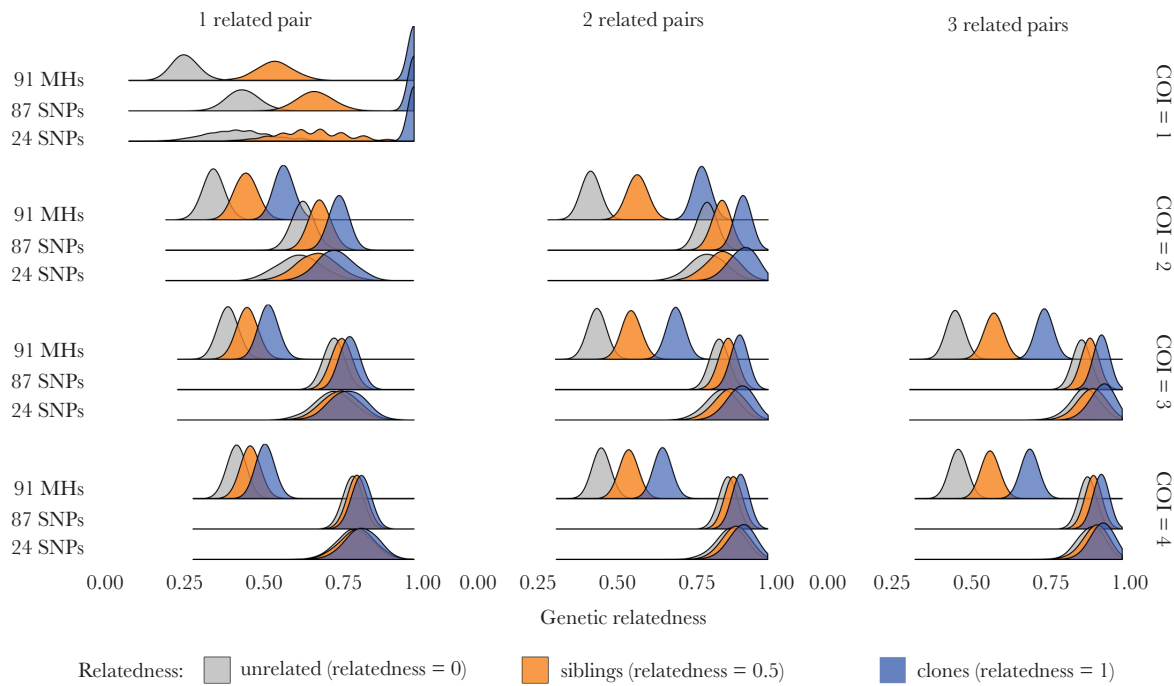 1 related pair
2 related pairs
3 related pairs
91 MHs
87 SNPs
24 SNPs
COI = 1
91 MHs
87 SNPs
24 SNPs
COI = 2
91 MHs
87 SNPs
24 SNPs
COI = 3
91 MHs
87 SNPs
24 SNPs
COI = 4
0.00 0.25 0.50 0.75 1.00 0.00 0.25 0.50 0.75 1.00 0.00 0.25 0.50 0.75 1.00
Genetic relatedness
Relatedness: unrelated (relatedness = 0) siblings (relatedness = 0.5) clones (relatedness = 1)